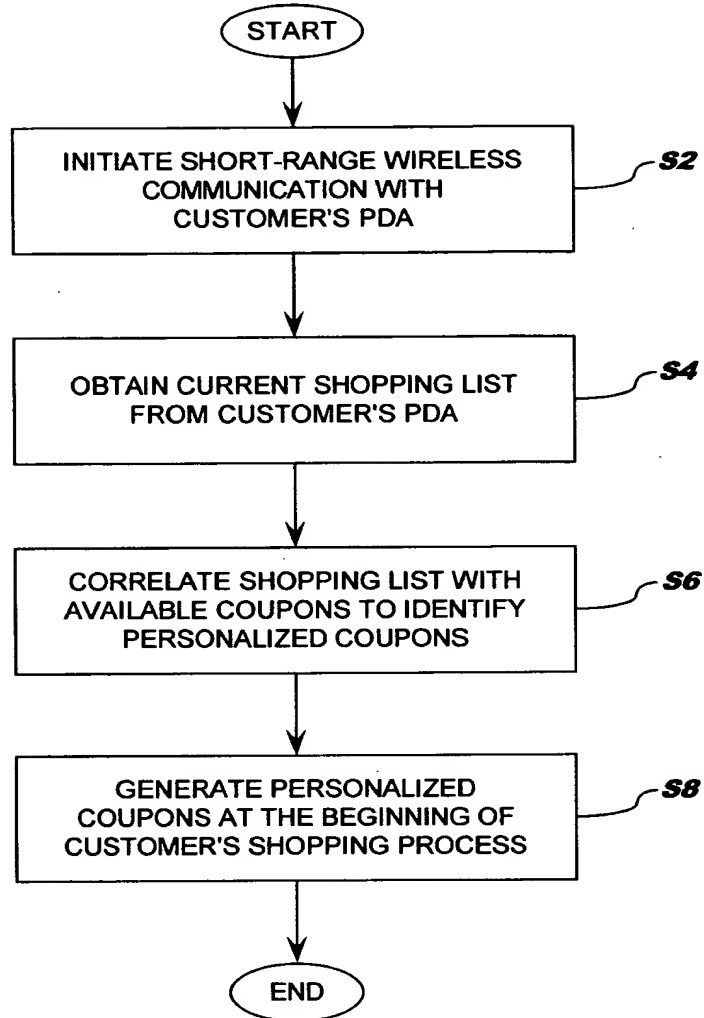 START
INITIATE SHORT-RANGE WIRELESS
COMMUNICATION WITH
CUSTOMER'S PDA
S2
OBTAIN CURRENT SHOPPING LIST
FROM CUSTOMER'S PDA
S4
CORRELATE SHOPPING LIST WITH
AVAILABLE COUPONS TO IDENTIFY
PERSONALIZED COUPONS
S6
GENERATE PERSONALIZED
COUPONS AT THE BEGINNING OF
CUSTOMER'S SHOPPING PROCESS
S8
END